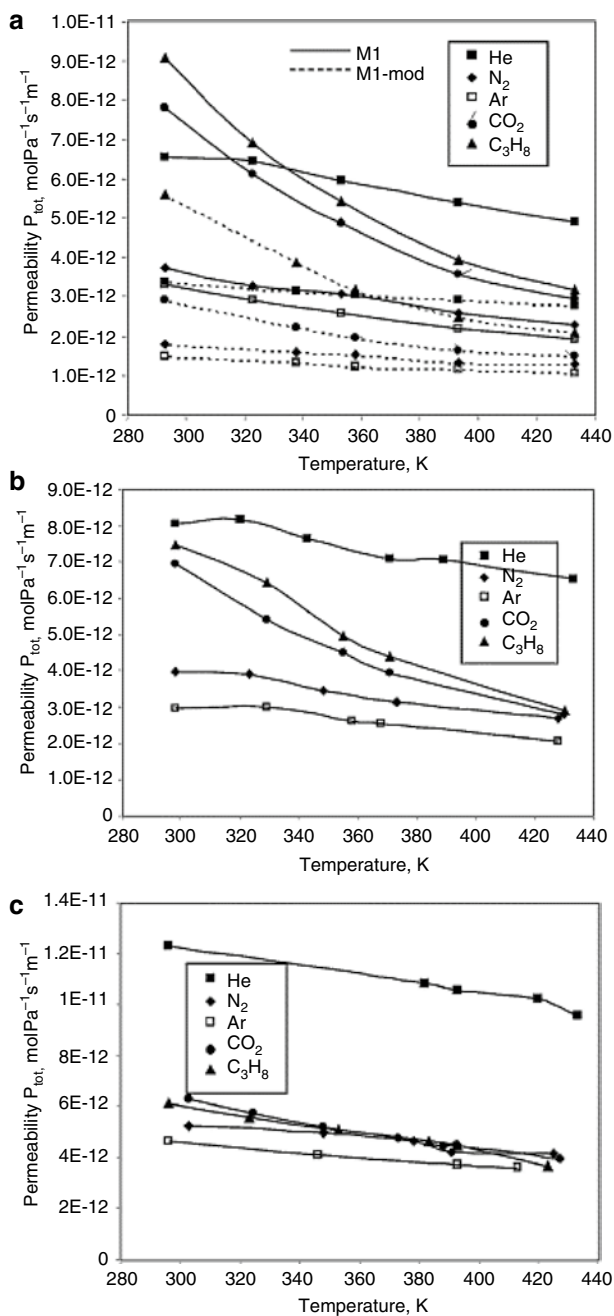 a
1.0E-11
9.0E-12
8.0E-12
7.0E-12
6.0E-12
5.0E-12
4.0E-12
3.0E-12
2.0E-12
1.0E-12
0
Permeability P_tot, molPa⁻¹s⁻¹m⁻¹
M1
M1-mod
He
N₂
Ar
CO₂
C₃H₈
280 300 320 340 360 380 400 420 440
Temperature, K
b
9.0E-12
8.0E-12
7.0E-12
6.0E-12
5.0E-12
4.0E-12
3.0E-12
2.0E-12
1.0E-12
0
Permeability P_tot, molPa⁻¹s⁻¹m⁻¹
He
N₂
Ar
CO₂
C₃H₈
280 300 320 340 360 380 400 420 440
Temperature, K
c
1.4E-11
1.2E-11
1E-11
8E-12
6E-12
4E-12
2E-12
0
Permeability P_tot, molPa⁻¹s⁻¹m⁻¹
He
N₂
Ar
CO₂
C₃H₈
280 300 320 340 360 380 400 420 440
Temperature, K